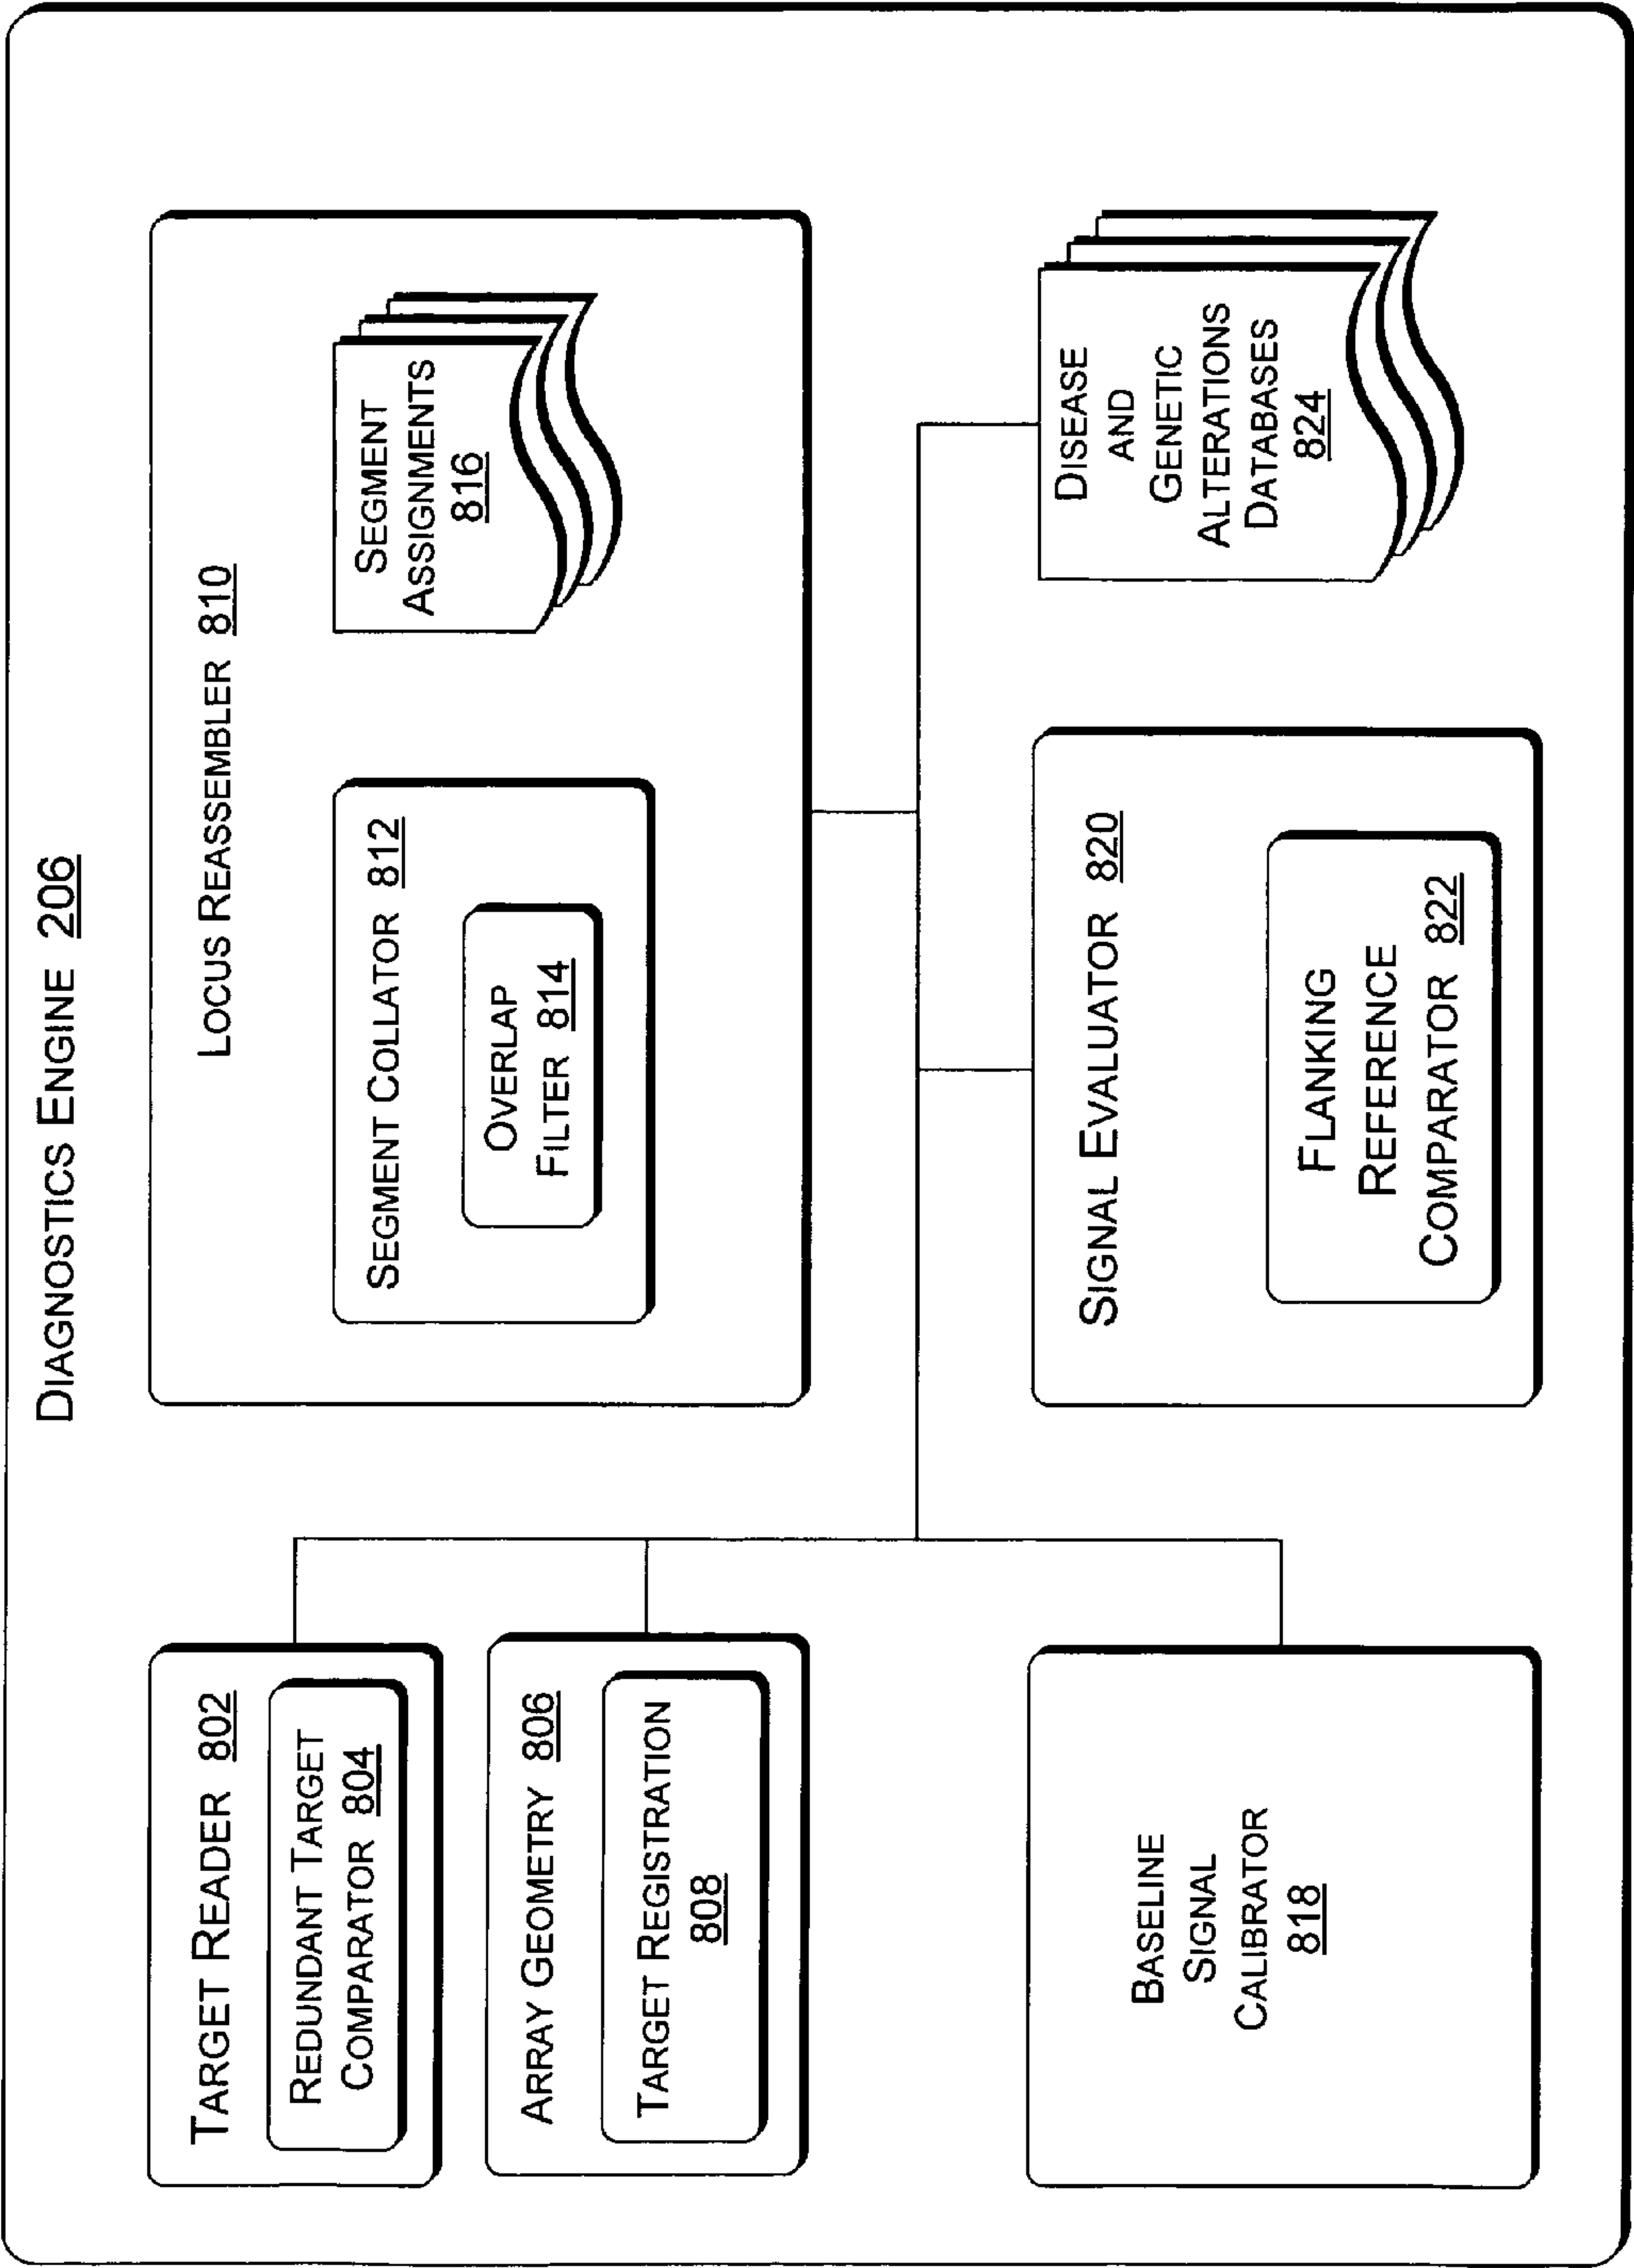 DIAGNOSTICS ENGINE 206
TARGET READER 802
REDUNDANT TARGET
COMPARATOR 804
ARRAY GEOMETRY 806
TARGET REGISTRATION
808
BASELINE
SIGNAL
CALIBRATOR
818
LOCUS REASSEMBLER 810
SEGMENT COLLATOR 812
OVERLAP
FILTER 814
SEGMENT
ASSIGNMENTS
816
SIGNAL EVALUATOR 820
FLANKING
REFERENCE
COMPARATOR 822
DISEASE
AND
GENETIC
ALTERATIONS
DATABASES
824